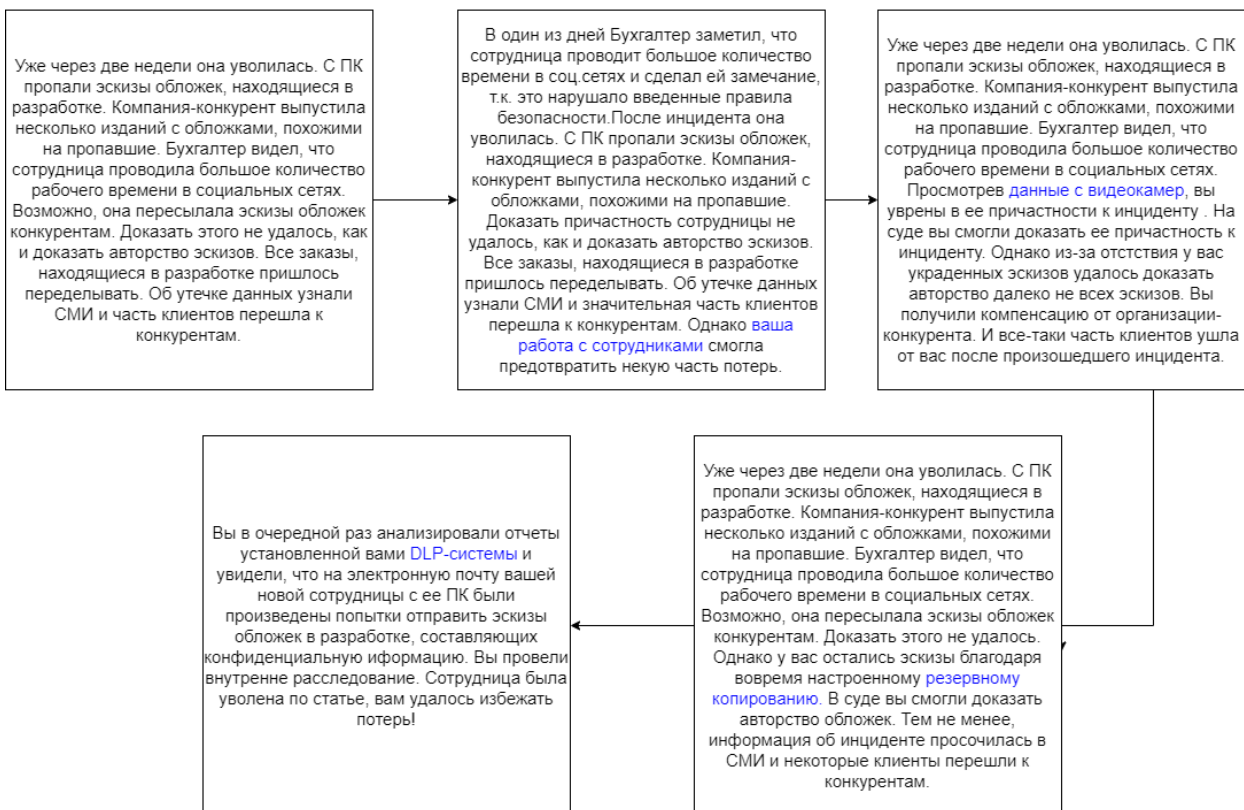 Уже через две недели она уволилась. С ПК
пропали эскизы обложек, находящиеся в
разработке. Компания-конкурент выпустила
несколько изданий с обложками, похожими
на пропавшие. Бухгалтер видел, что
сотрудница проводила большое количество
рабочего времени в социальных сетях.
Возможно, она пересылала эскизы обложек
конкурентам. Доказать этого не удалось, как
и доказать авторство эскизов. Все заказы,
находящиеся в разработке пришлось
переделывать. Об утечке данных узнали
СМИ и часть клиентов перешла к
конкурентам.
В один из дней Бухгалтер заметил, что
сотрудница проводит большое количество
времени в соц.сетях и сделал ей замечание,
т.к. это нарушало введенные правила
безопасности.После инцидента она
уволилась. С ПК пропали эскизы обложек,
находящиеся в разработке. Компания-
конкурент выпустила несколько изданий с
обложками, похожими на пропавшие.
Доказать причастность сотрудницы не
удалось, как и доказать авторство эскизов.
Все заказы, находящиеся в разработке
пришлось переделывать. Об утечке данных
узнали СМИ и значительная часть клиентов
перешла к конкурентам. Однако ваша
работа с сотрудниками смогла
предотвратить некую часть потерь.
Уже через две недели она уволилась. С ПК
пропали эскизы обложек, находящиеся в
разработке. Компания-конкурент выпустила
несколько изданий с обложками, похожими
на пропавшие. Бухгалтер видел, что
сотрудница проводила большое количество
рабочего времени в социальных сетях.
Просмотрев данные с видеокамер, вы
уврены в ее причастности к инциденту . На
суде вы смогли доказать ее причастность к
инциденту. Однако из-за отстствия у вас
украденных эскизов удалось доказать
авторство далеко не всех эскизов. Вы
получили компенсацию от организации-
конкурента. И все-таки часть клиентов ушла
от вас после произошедшего инцидента.
Вы в очередной раз анализировали отчеты
установленной вами DLP-системы и
увидели, что на электронную почту вашей
новой сотрудницы с ее ПК были
произведены попытки отправить эскизы
обложек в разработке, составляющих
конфиденциальную иформацию. Вы провели
внутренне расследование. Сотрудница была
уволена по статье, вам удалось избежать
потерь!
Уже через две недели она уволилась. С ПК
пропали эскизы обложек, находящиеся в
разработке. Компания-конкурент выпустила
несколько изданий с обложками, похожими
на пропавшие. Бухгалтер видел, что
сотрудница проводила большое количество
рабочего времени в социальных сетях.
Возможно, она пересылала эскизы обложек
конкурентам. Доказать этого не удалось.
Однако у вас остались эскизы благодаря
вовремя настроенному резервному
копированию. В суде вы смогли доказать
авторство обложек. Тем не менее,
информация об инциденте просочилась в
СМИ и некоторые клиенты перешли к
конкурентам.